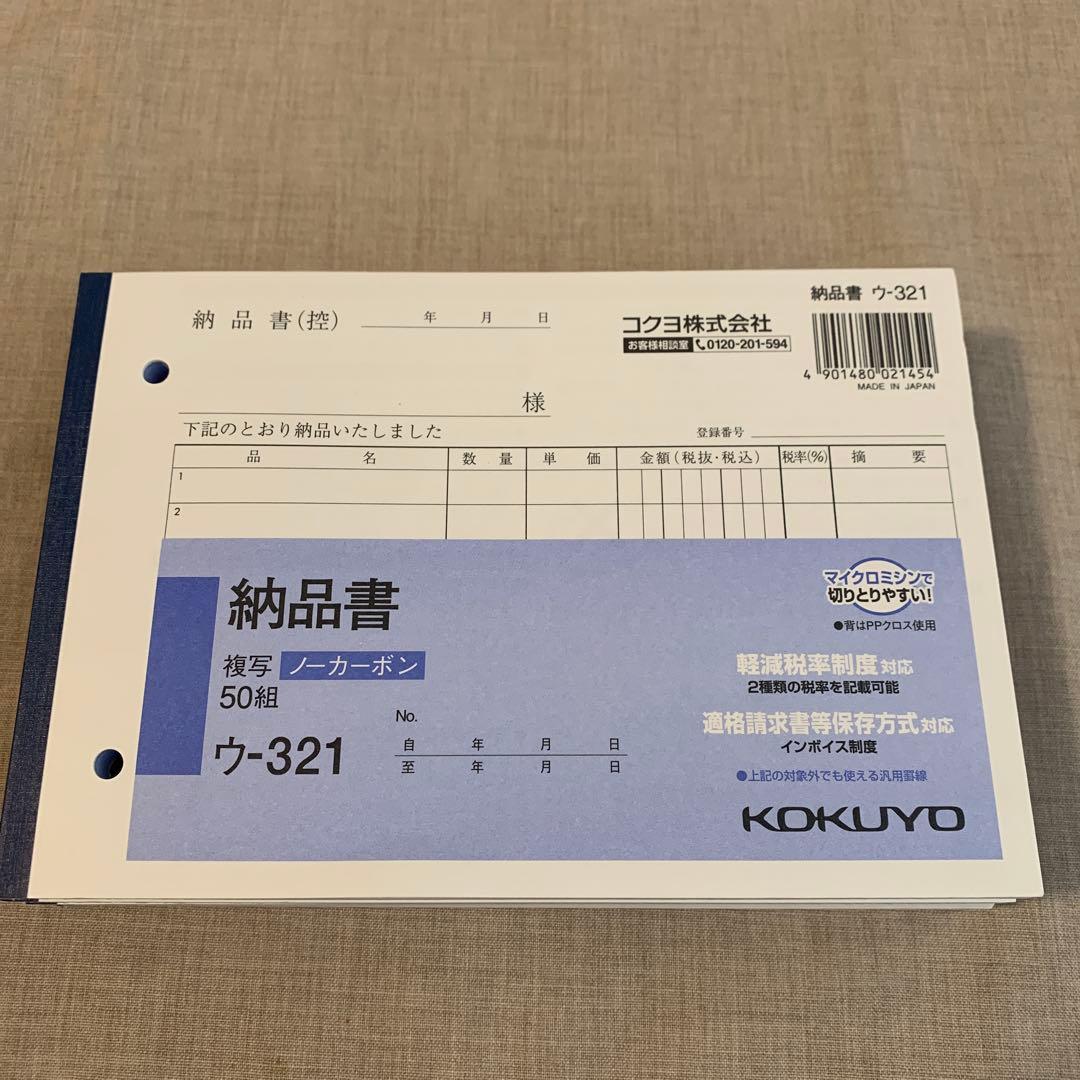 納品書 ウ-321
納品書(控) 年 月 日
コクヨ株式会社
お客様相談室 0120-201-594
4 901480 021454
MADE IN JAPAN
様
下記のとおり納品いたしました
登録番号
品 名 数 量 単 価 金額(税抜・税込) 税率(%) 摘 要
1
2
納品書
複写 ノーカーボン
50組
ウ-321
No.
自 年 月 日
至 年 月 日
マイクロミシンで
切りとりやすい!
●背はPPクロス使用
軽減税率制度対応
2種類の税率を記載可能
適格請求書等保存方式対応
インボイス制度
●上記の対象外でも使える汎用罫線
KOKUYO